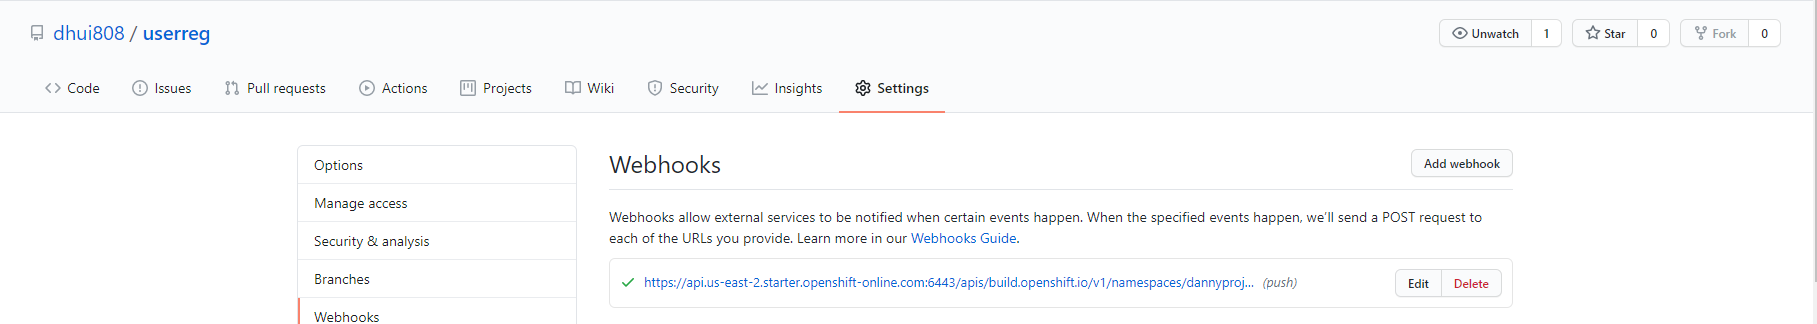 dhui808 / userreg
Unwatch 1 Star 0 Fork 0
Code Issues Pull requests Actions Projects Wiki Security Insights Settings
Options
Manage access
Security & analysis
Branches
Webhooks
Webhooks
Add webhook
Webhooks allow external services to be notified when certain events happen. When the specified events happen, we'll send a POST request to
each of the URLs you provide. Learn more in our Webhooks Guide.
https://api.us-east-2.starter.openshift-online.com:6443/apis/build.openshift.io/v1/namespaces/dannyproj... (push)
Edit Delete